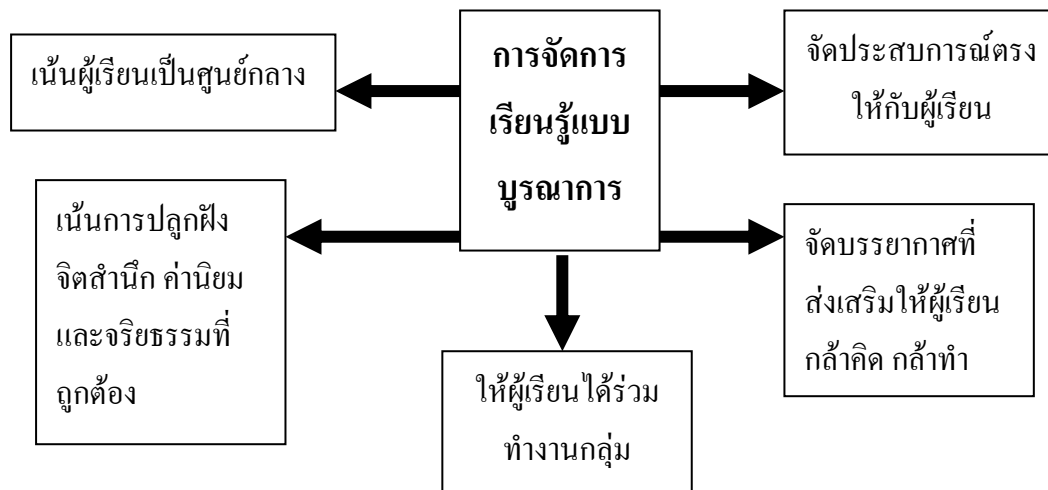 การจัดการ
เรียนรู้แบบ
บูรณาการ
เน้นผู้เรียนเป็นศูนย์กลาง
จัดประสบการณ์ตรง
ให้กับผู้เรียน
เน้นการปลูกฝัง
จิตสำนึก ค่านิยม
และจริยธรรมที่
ถูกต้อง
จัดบรรยากาศที่
ส่งเสริมให้ผู้เรียน
กล้าคิด กล้าทำ
ให้ผู้เรียนได้ร่วม
ทำงานกลุ่ม